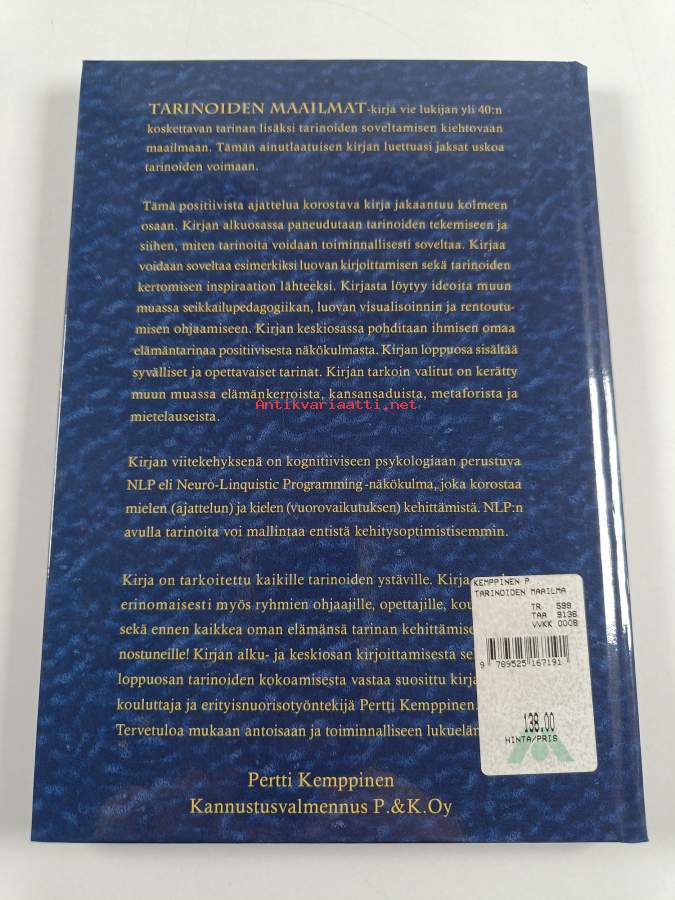 TARINOIDEN MAAILMAT-kirja vie lukijan yli 40:n
koskettavan tarinan lisäksi tarinoiden soveltamisen kiehtovaan
maailmaan. Tämän ainutlaatuisen kirjan luettuasi jaksat uskoa
tarinoiden voimaan.
Tämä positiivista ajattelua korostava kirja jakaantuu kolmeen
osaan. Kirjan alkuosassa paneudutaan tarinoiden tekemiseen ja
siihen, miten tarinoita voidaan toiminnallisesti soveltaa. Kirjaa
voidaan soveltaa esimerkiksi luovan kirjoittamisen sekä tarinoiden
kertomisen inspiraation lähteeksi. Kirjasta löytyy ideoita muun
muassa seikkailupedagogiikan, luovan visualisoinnin ja rentoutu-
misen ohjaamiseen. Kirjan keskiosassa pohditaan ihmisen omaa
elämäntarinaa positiivisesta näkökulmasta. Kirjan loppuosa sisältää
syvälliset ja opettavaiset tarinat. Kirjan tarkoin valitut on kerätty
muun muassa elämänkerroista, kansansaduista, metaforista ja
Antikvariaatti.net
mietelauseista.
Kirjan viitekehyksenä on kognitiiviseen psykologiaan perustuva
NLP eli Neuro-Linquistic Programming -näkökulma, joka korostaa
mielen (ajattelun) ja kielen (vuorovaikutuksen) kehittämistä. NLP:n
avulla tarinoita voi mallintaa entistä kehitysoptimistisemmin.
Kirja on tarkoitettu kaikille tarinoiden ystäville. Kirja
erinomaisesti myös ryhmien ohjaajille, opettajille, kou
sekä ennen kaikkea oman elämänsä tarinan kehittämise
nostuneille! Kirjan alku- ja keskiosan kirjoittamisesta se
loppuosan tarinoiden kokoamisesta vastaa suosittu kirja
kouluttaja ja erityisnuorisotyöntekijä Pertti Kemppinen.
Tervetuloa mukaan antoisaan ja toiminnalliseen lukuelän
Pertti Kemppinen
Kannustusvalmennus P.&K.Oy
KEMPPINEN P
TARINOIDEN MAAILMA
TR 599
TAA 9136
VVKK 0008
9 789525 167191
138.00
HINTA/PRIS